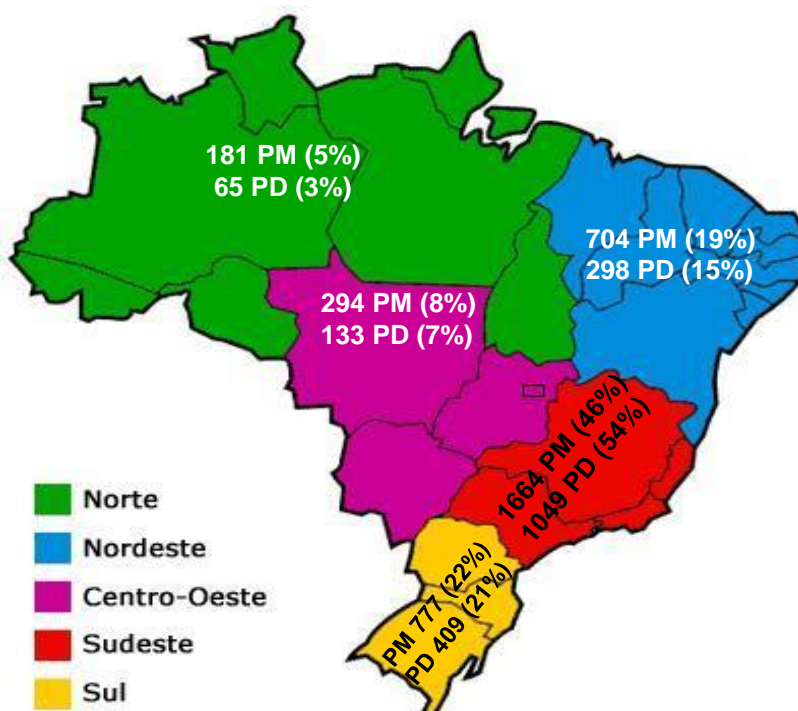 181 PM (5%)
65 PD (3%)
704 PM (19%)
298 PD (15%)
294 PM (8%)
133 PD (7%)
1664 PM (46%)
1049 PD (54%)
PM 777 (22%)
PD 409 (21%)
Norte
Nordeste
Centro-Oeste
Sudeste
Sul